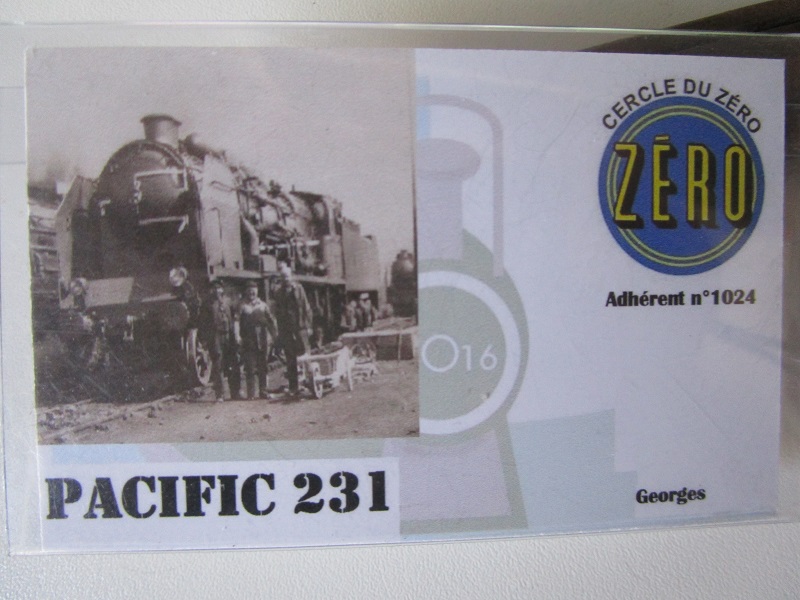 CERCLE DU ZÉRO
ZÉRO
Adhérent n°1024
O16
PACIFIC 231
Georges